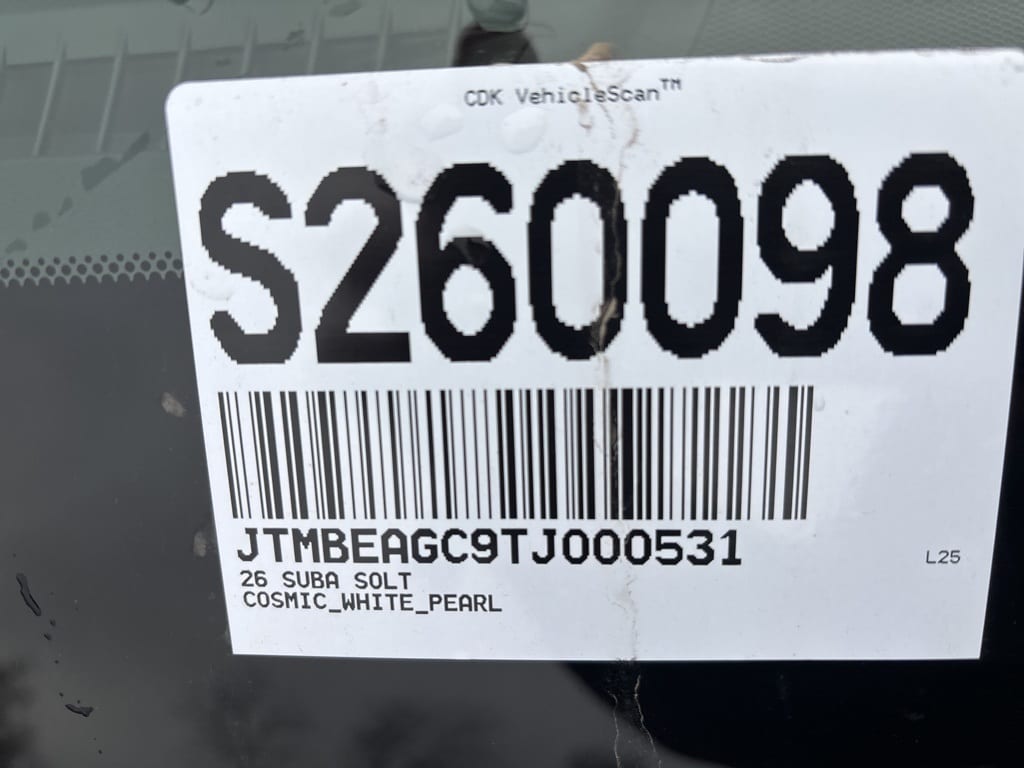 CDK VehicleScan™
S260098
JTMBEAGC9TJ000531
L25
26 SUBA SOLT
COSMIC_WHITE_PEARL